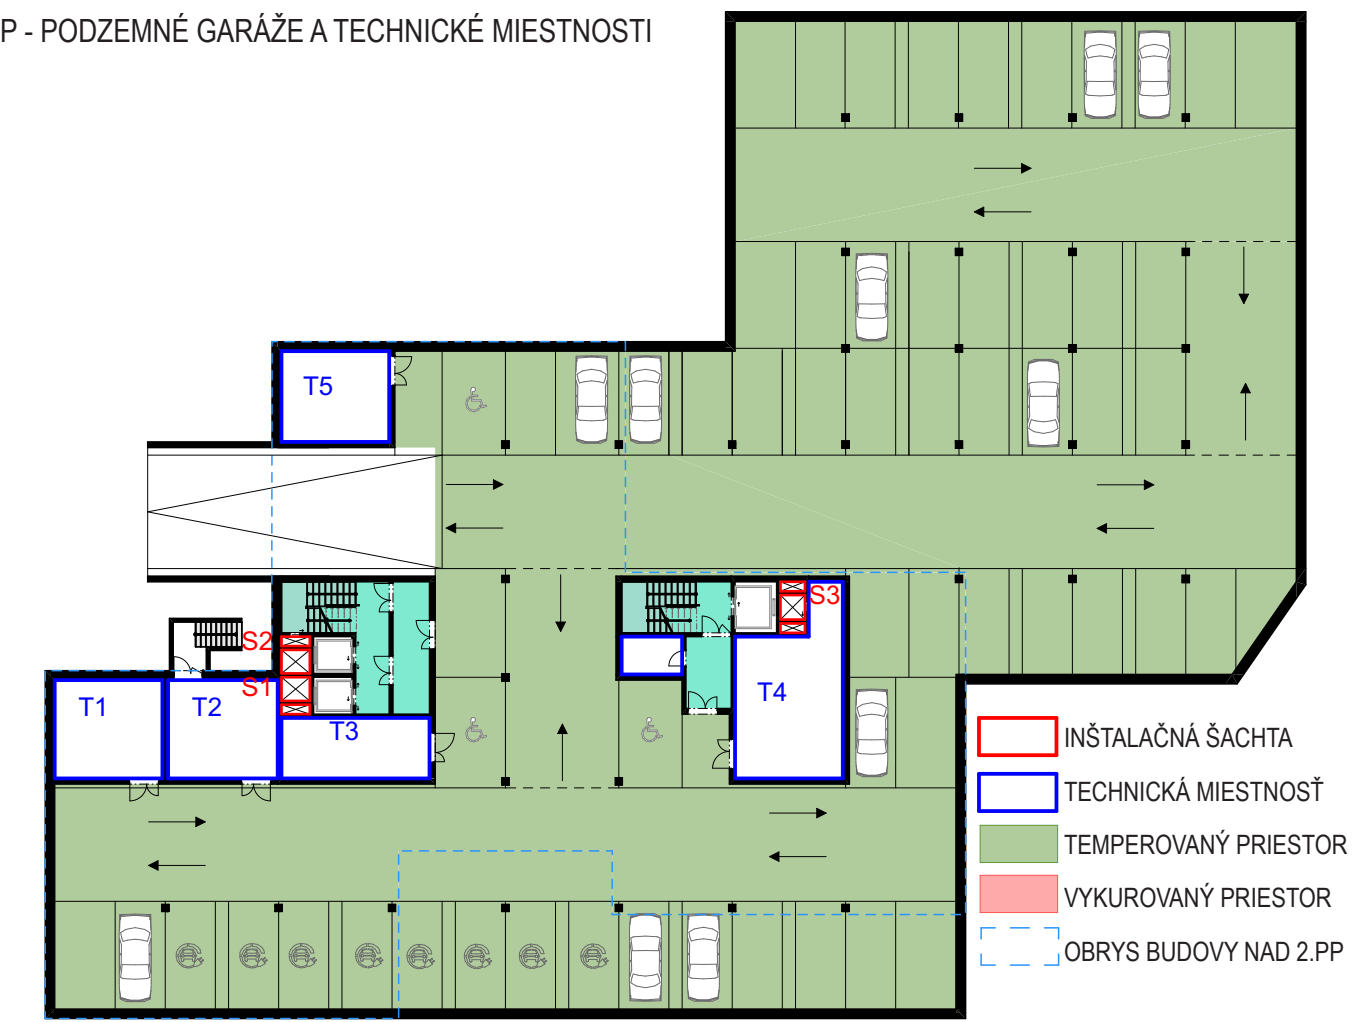 P - PODZEMNÉ GARÁŽE A TECHNICKÉ MIESTNOSTI
T5
S3
S2
S1
T1
T2
T3
T4
INŠTALAČNÁ ŠACHTA
TECHNICKÁ MIESTNOSŤ
TEMPEROVANÝ PRIESTOR
VYKUROVANÝ PRIESTOR
OBRYS BUDOVY NAD 2.PP